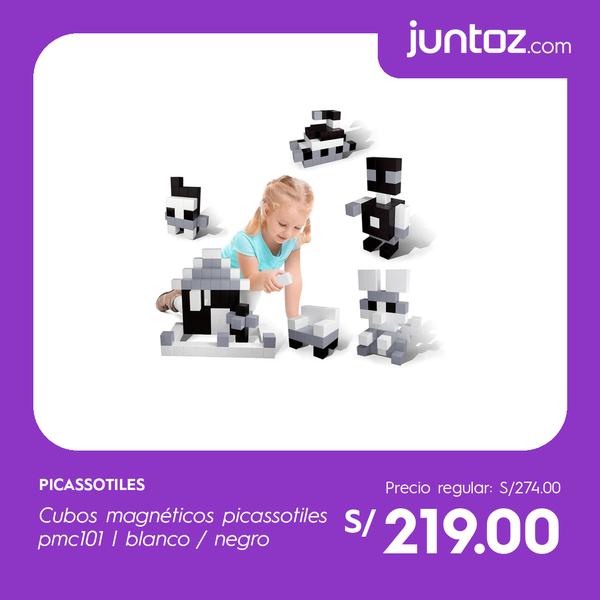 juntoz.com
PICASSOTILES
Cubos magnéticos picassotiles
pmc101 | blanco / negro
Precio regular: S/274.00
S/ 219.00